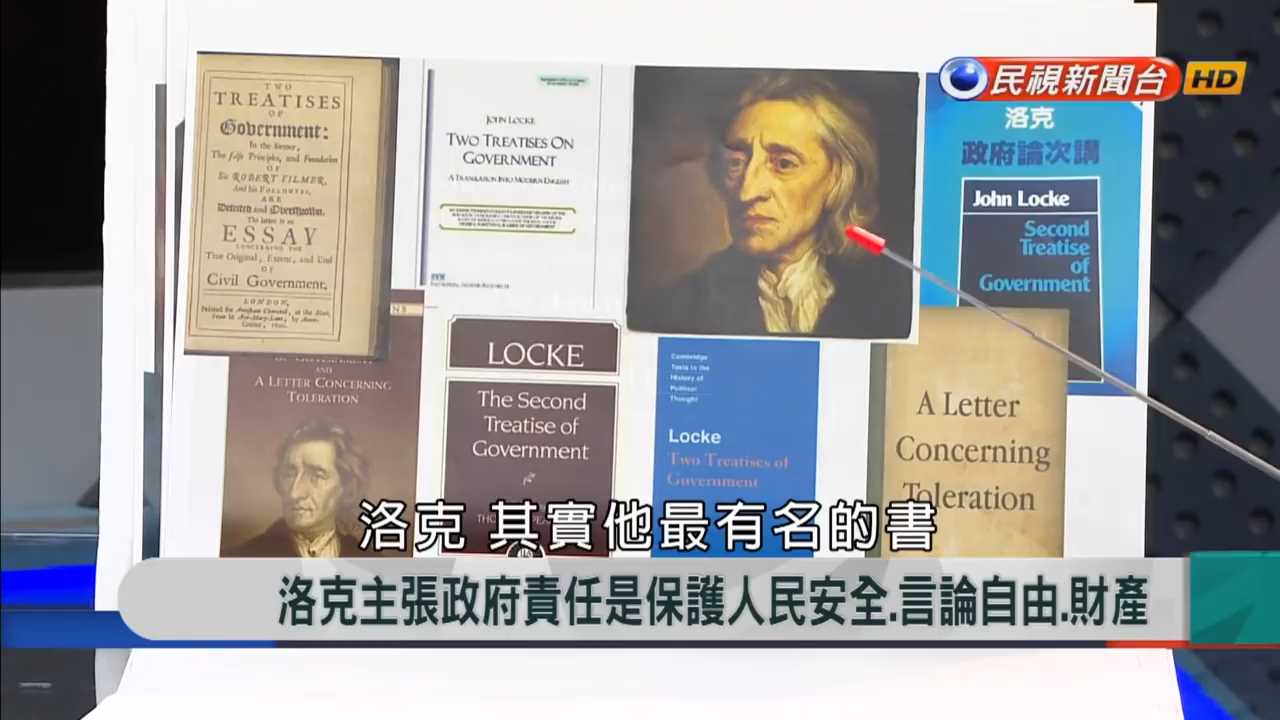 TWO
TREATISES
OF
Government:
In the former,
The false Principles, and Foundation
OF
Sir ROBERT FILMER,
And his FOLLOWERS,
ARE
Detected and Overthrown.
The latter is an
ESSAY
CONCERNING THE
True Original, Extent, and End
OF
Civil Government.
LONDON,
JOHN LOCKE
TWO TREATISES ON
GOVERNMENT
A TRANSLATION INTO MODERN ENGLISH
民視新聞台 HD
洛克
政府論次講
John Locke
Second
Treatise
of
Government
AND
A LETTER CONCERNING
TOLERATION
LOCKE
The Second
Treatise of
Government
Cambridge
Texts in the
History of
Political
Thought
Locke
Two Treatises of
Government
A Letter
Concerning
Toleration
洛克 其實他最有名的書
洛克主張政府責任是保護人民安全.言論自由.財產